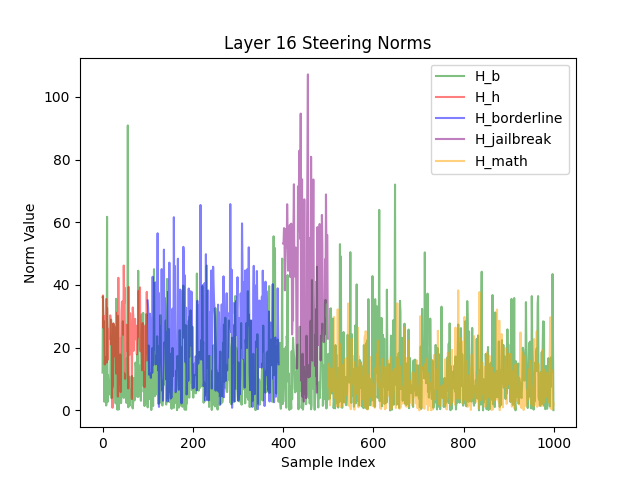 Layer 16 Steering Norms
H_b
H_h
H_borderline
H_jailbreak
H_math
Norm Value
100
80
60
40
20
0
0
200
400
600
800
1000
Sample Index